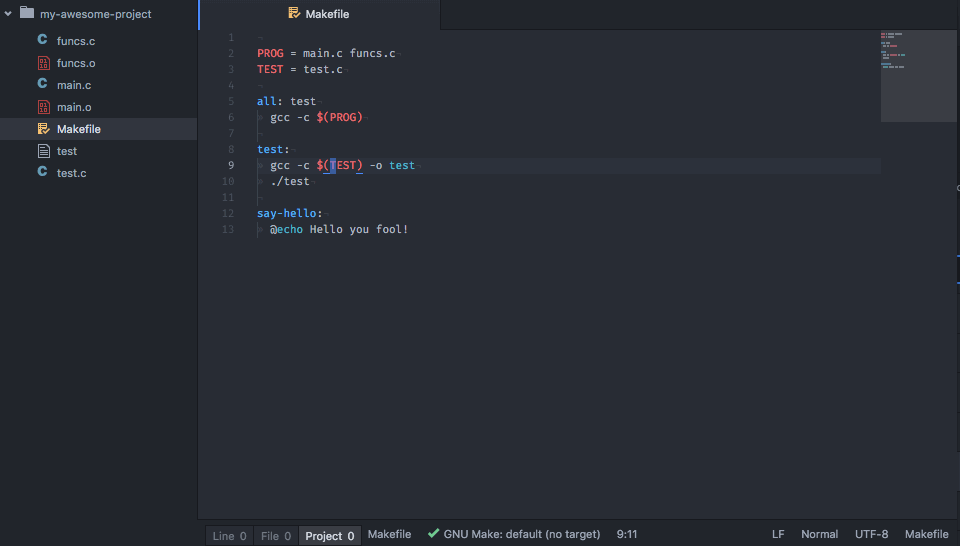 my-awesome-project
funcs.c
funcs.o
main.c
main.o
Makefile
test
test.c
Makefile
1
2 PROG = main.c funcs.c
3 TEST = test.c
4
5 all: test
6 gcc -c $(PROG)
7
8 test:
9 gcc -c $(TEST) -o test
10 ./test
11
12 say-hello:
13 @echo Hello you fool!
Line 0 File 0 Project 0 Makefile GNU Make: default (no target) 9:11 LF Normal UTF-8 Makefile